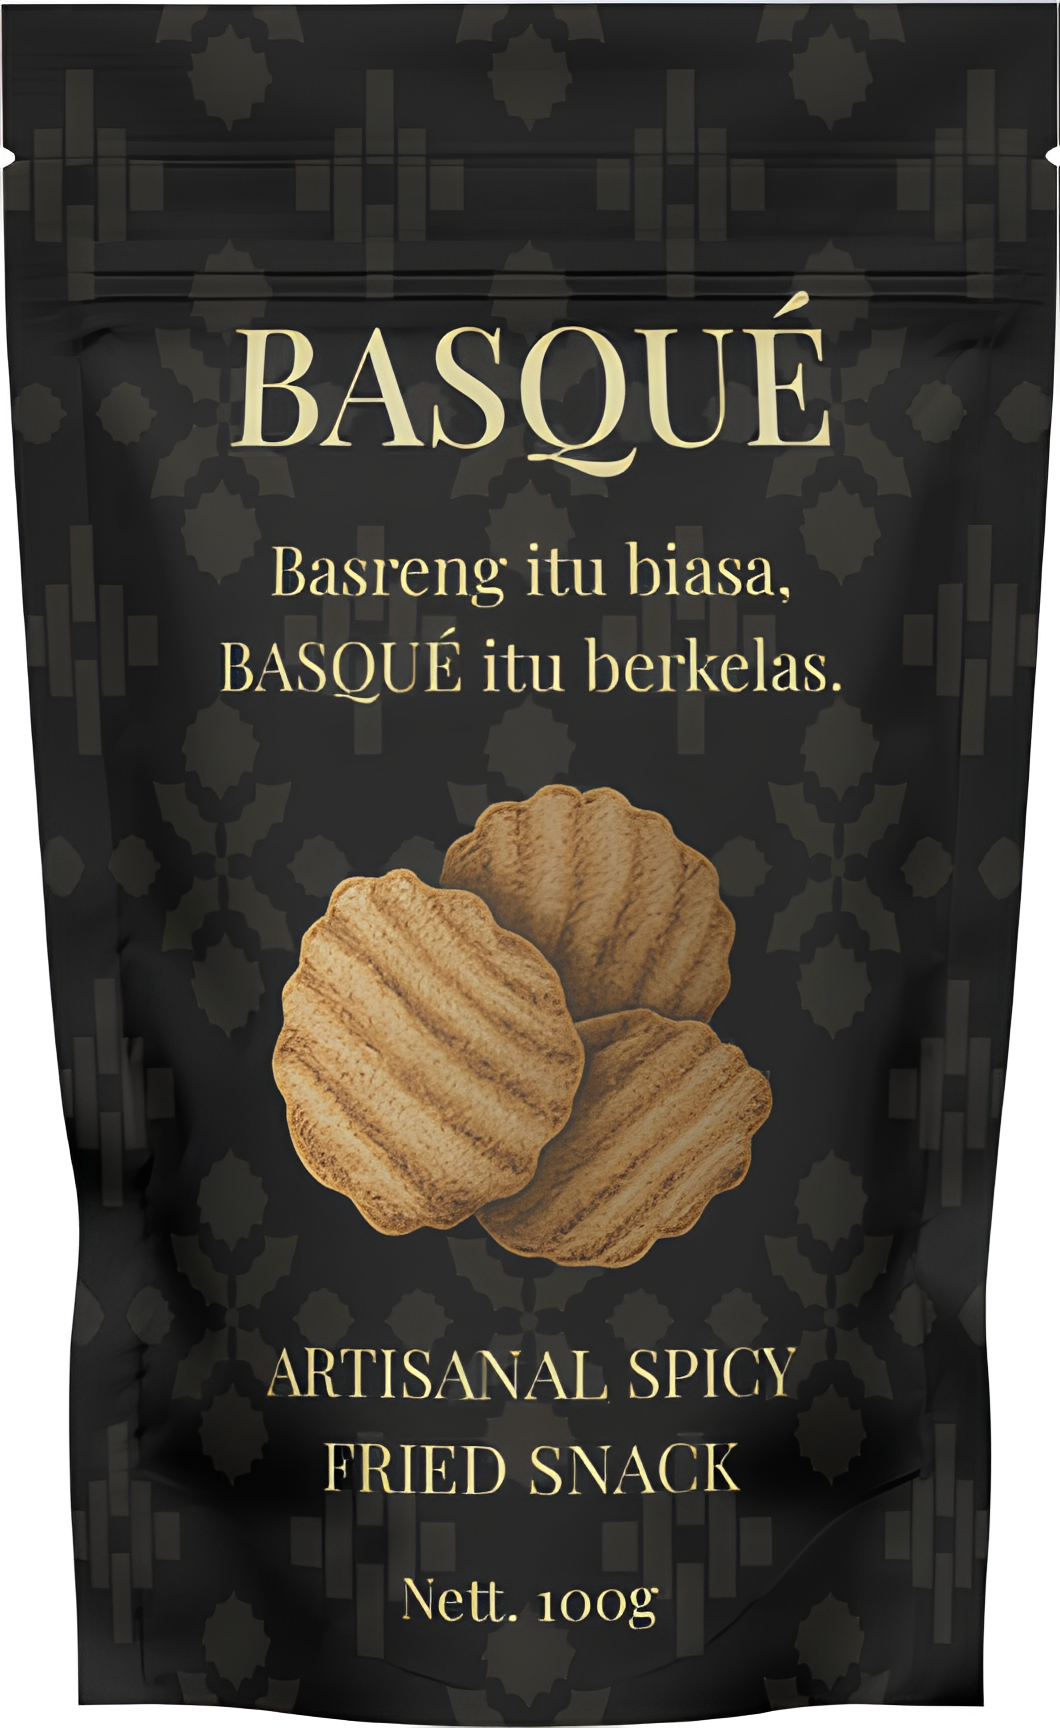 BASQUÉ
Basreng itu biasa,
BASQUÉ itu berkelas.
ARTISANAL SPICY
FRIED SNACK
Nett. 100g